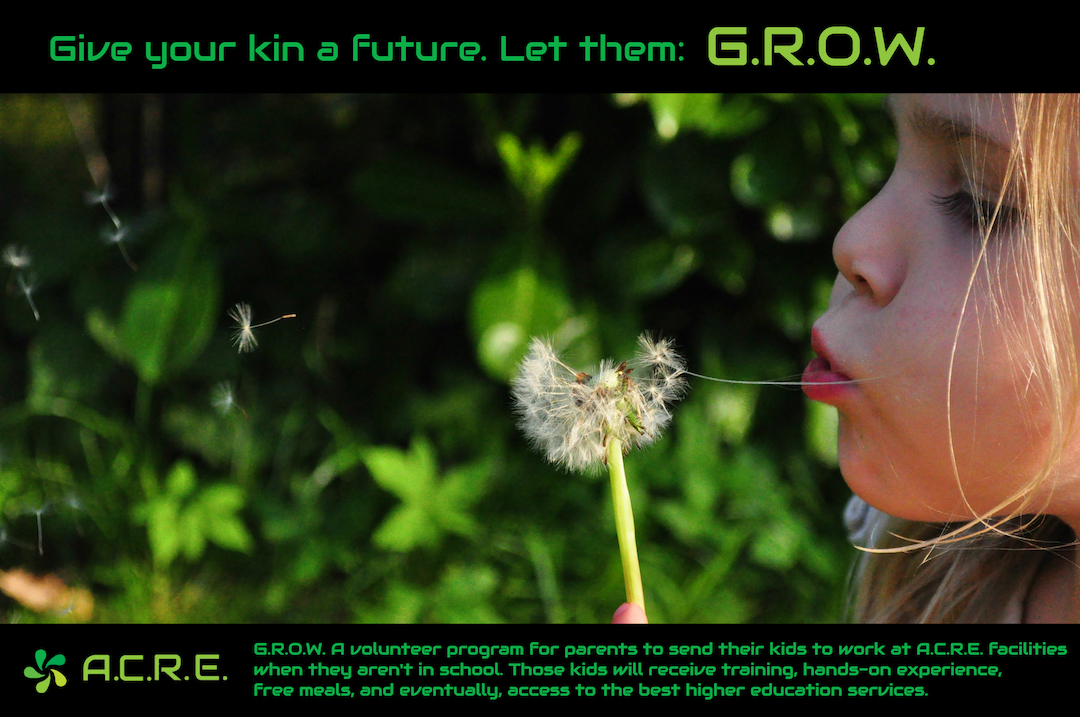 Give your kin a future. Let them: G.R.O.W.
A.C.R.E.
G.R.O.W. A volunteer program for parents to send their kids to work at A.C.R.E. facilities
when they aren't in school. Those kids will receive training, hands-on experience,
free meals, and eventually, access to the best higher education services.